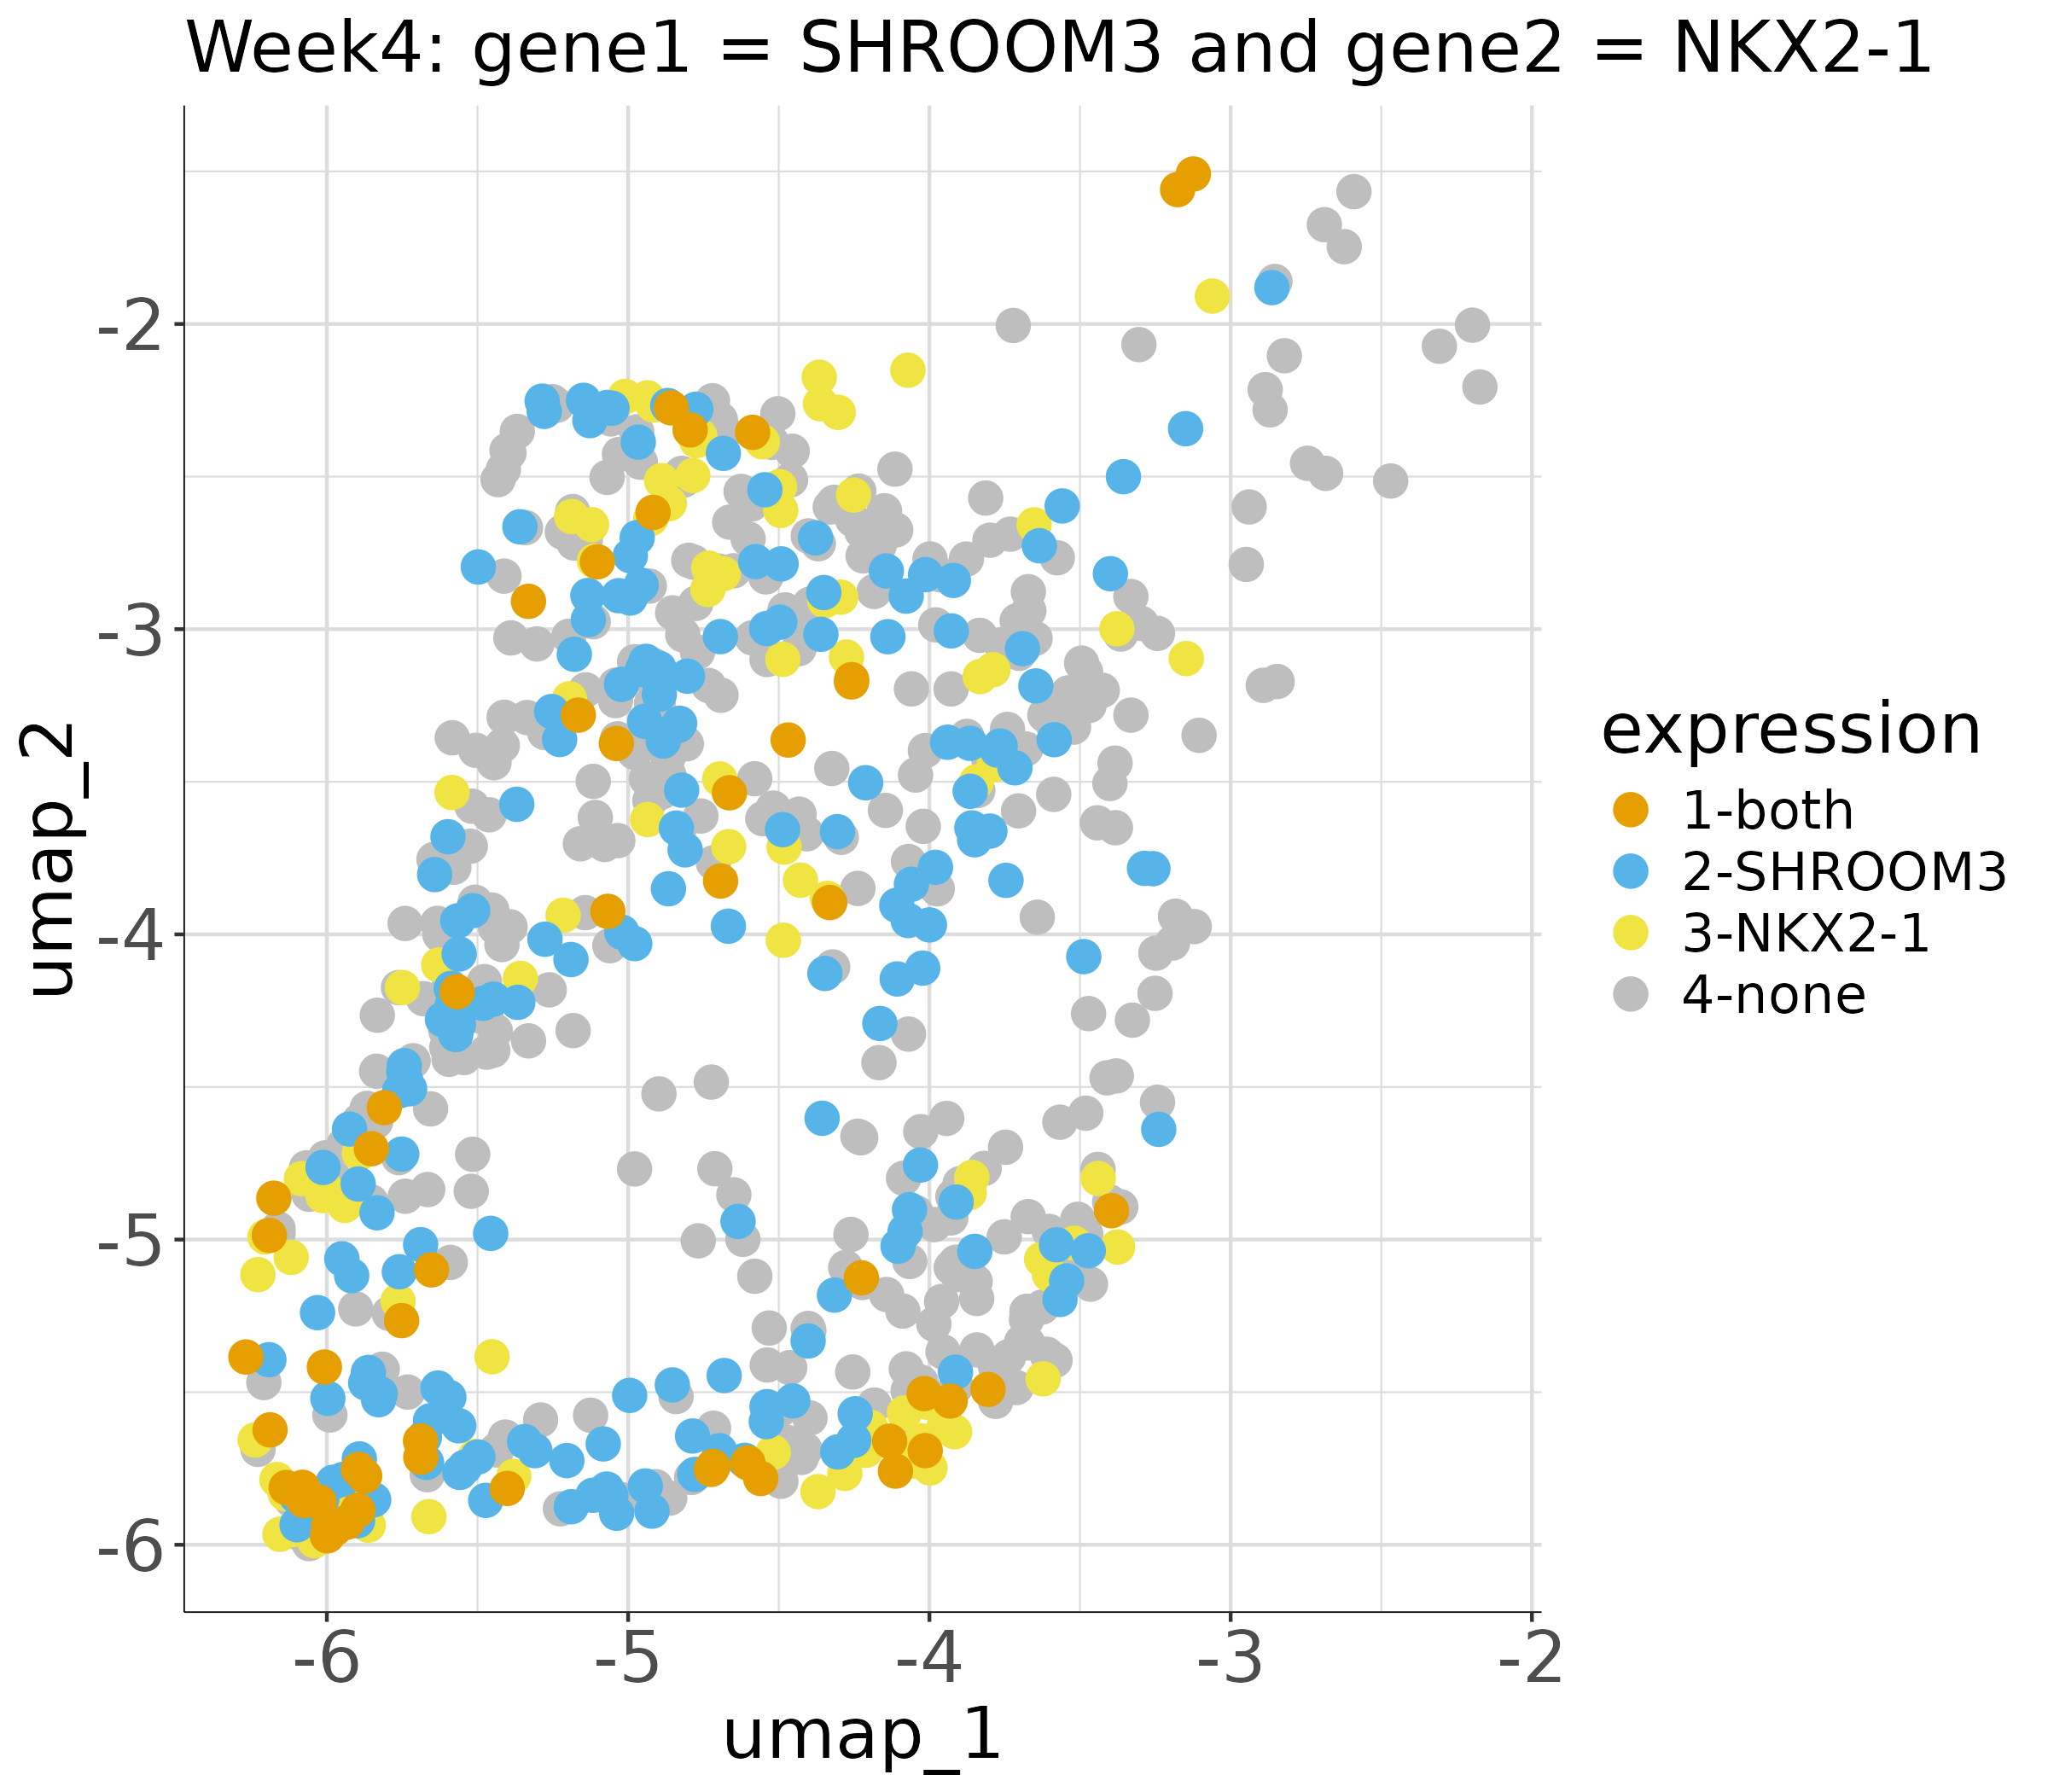 Week4: gene1 = SHROOM3 and gene2 = NKX2-1
umap_2
-2
-3
-4
-5
-6
-6 -5 -4 -3 -2
umap_1
expression
1-both
2-SHROOM3
3-NKX2-1
4-none